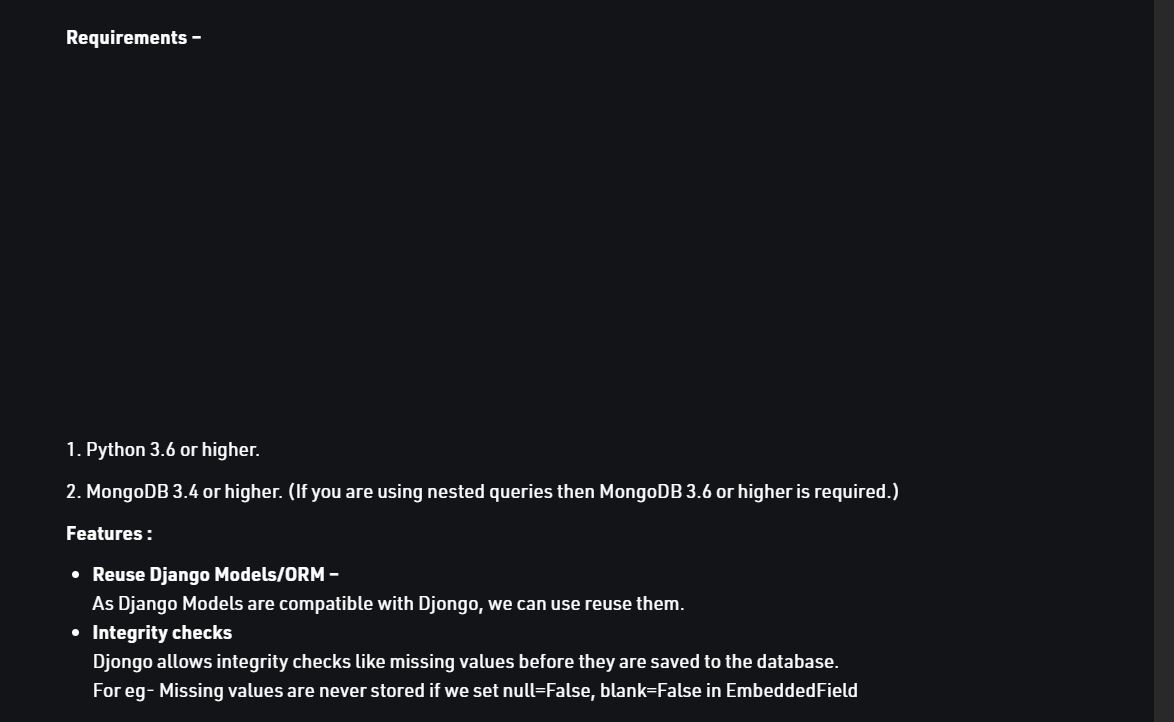 Requirements –
1. Python 3.6 or higher.
2. MongoDB 3.4 or higher. (If you are using nested queries then MongoDB 3.6 or higher is required.)
Features :
• Reuse Django Models/ORM –
As Django Models are compatible with Djongo, we can use reuse them.
• Integrity checks
Djongo allows integrity checks like missing values before they are saved to the database.
For eg- Missing values are never stored if we set null=False, blank=False in EmbeddedField